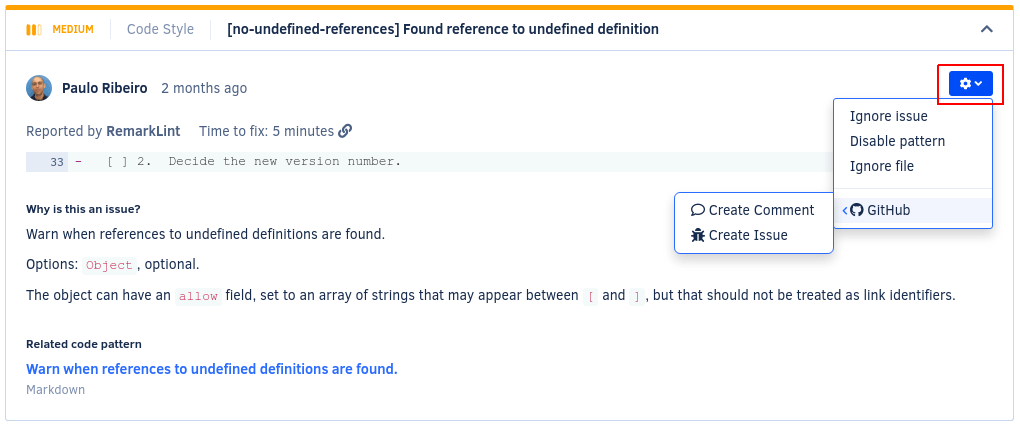 MEDIUM Code Style [no-undefined-references] Found reference to undefined definition
Paulo Ribeiro 2 months ago
Reported by RemarkLint Time to fix: 5 minutes
33 - [ ] 2. Decide the new version number.
Ignore issue
Disable pattern
Ignore file
GitHub
Create Comment
Create Issue
Why is this an issue?
Warn when references to undefined definitions are found.
Options: Object, optional.
The object can have an allow field, set to an array of strings that may appear between [ and ], but that should not be treated as link identifiers.
Related code pattern
Warn when references to undefined definitions are found.
Markdown